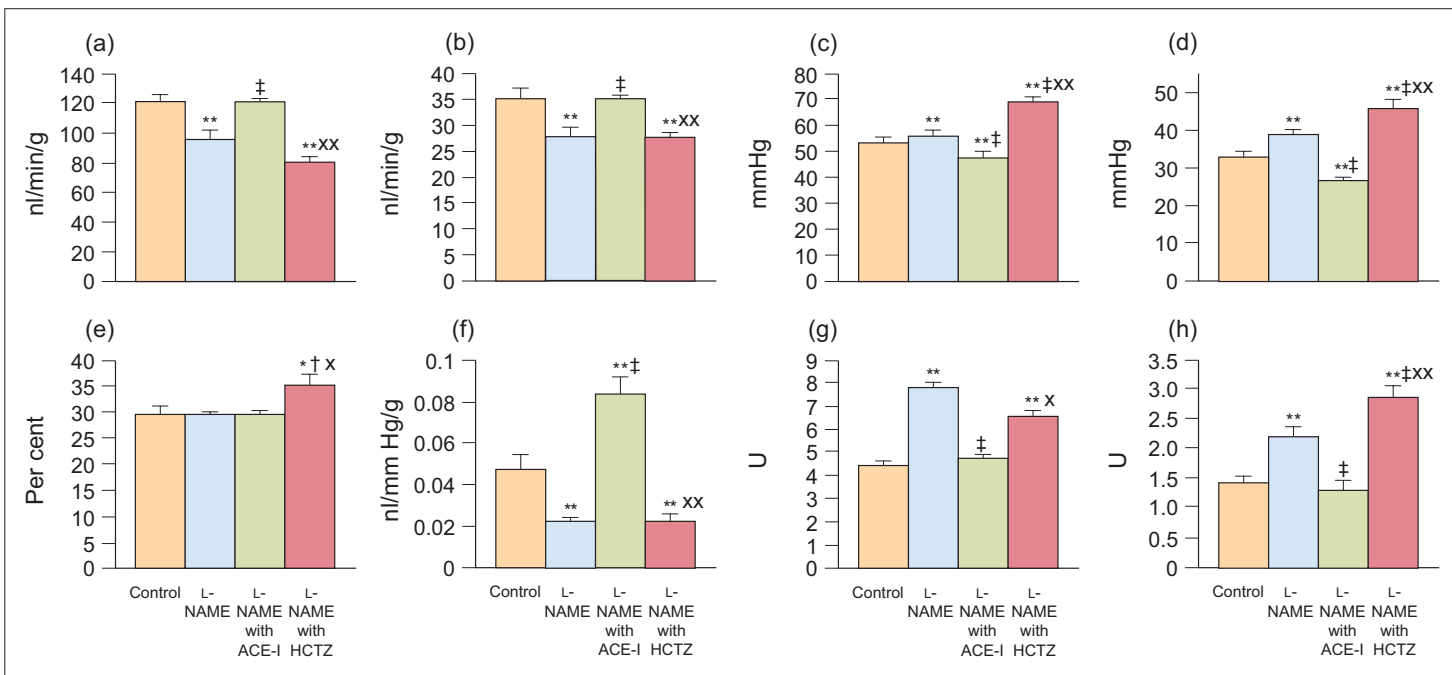 (a)
nl/min/g
140
120
100
80
60
40
20
0
**
‡
**XX
(b)
nl/min/g
40
35
30
25
20
15
10
5
0
**
‡
**XX
(c)
mmHg
80
70
60
50
40
30
20
10
0
**
**‡
**‡XX
(d)
mmHg
50
40
30
20
10
0
**
**‡
**‡XX
(e)
Per cent
40
35
30
25
20
15
10
5
0
*† X
Control
L-
NAME
L-
NAME
with
ACE-I
L-
NAME
with
HCTZ
(f)
nl/mm Hg/g
0.1
0.08
0.06
0.04
0.02
0
**
**‡
** XX
Control
L-
NAME
L-
NAME
with
ACE-I
L-
NAME
with
HCTZ
(g)
U
9
8
7
6
5
4
3
2
1
0
**
‡
** X
Control
L-
NAME
L-
NAME
with
ACE-I
L-
NAME
with
HCTZ
(h)
U
3.5
3.0
2.5
2.0
1.5
1.0
0.5
0
**
‡
**‡XX
Control
L-
NAME
L-
NAME
with
ACE-I
L-
NAME
with
HCTZ